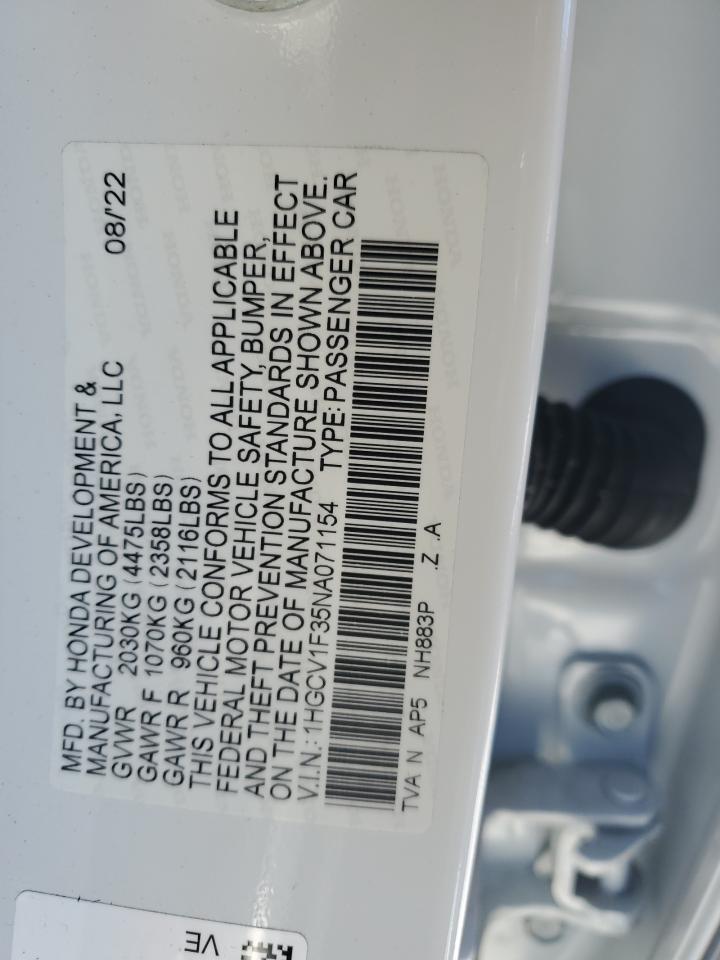 MFD. BY HONDA DEVELOPMENT &
MANUFACTURING OF AMERICA, LLC 08/'22
GVWR 2030KG (4475LBS)
GAWR F 1070KG (2358LBS)
GAWR R 960KG (2116LBS)
THIS VEHICLE CONFORMS TO ALL APPLICABLE
FEDERAL MOTOR VEHICLE SAFETY, BUMPER,
AND THEFT PREVENTION STANDARDS IN EFFECT
ON THE DATE OF MANUFACTURE SHOWN ABOVE.
V.I.N.: 1HGCV1F35NA071154 TYPE: PASSENGER CAR
TVA N AP5 NH883P .Z .A
VE